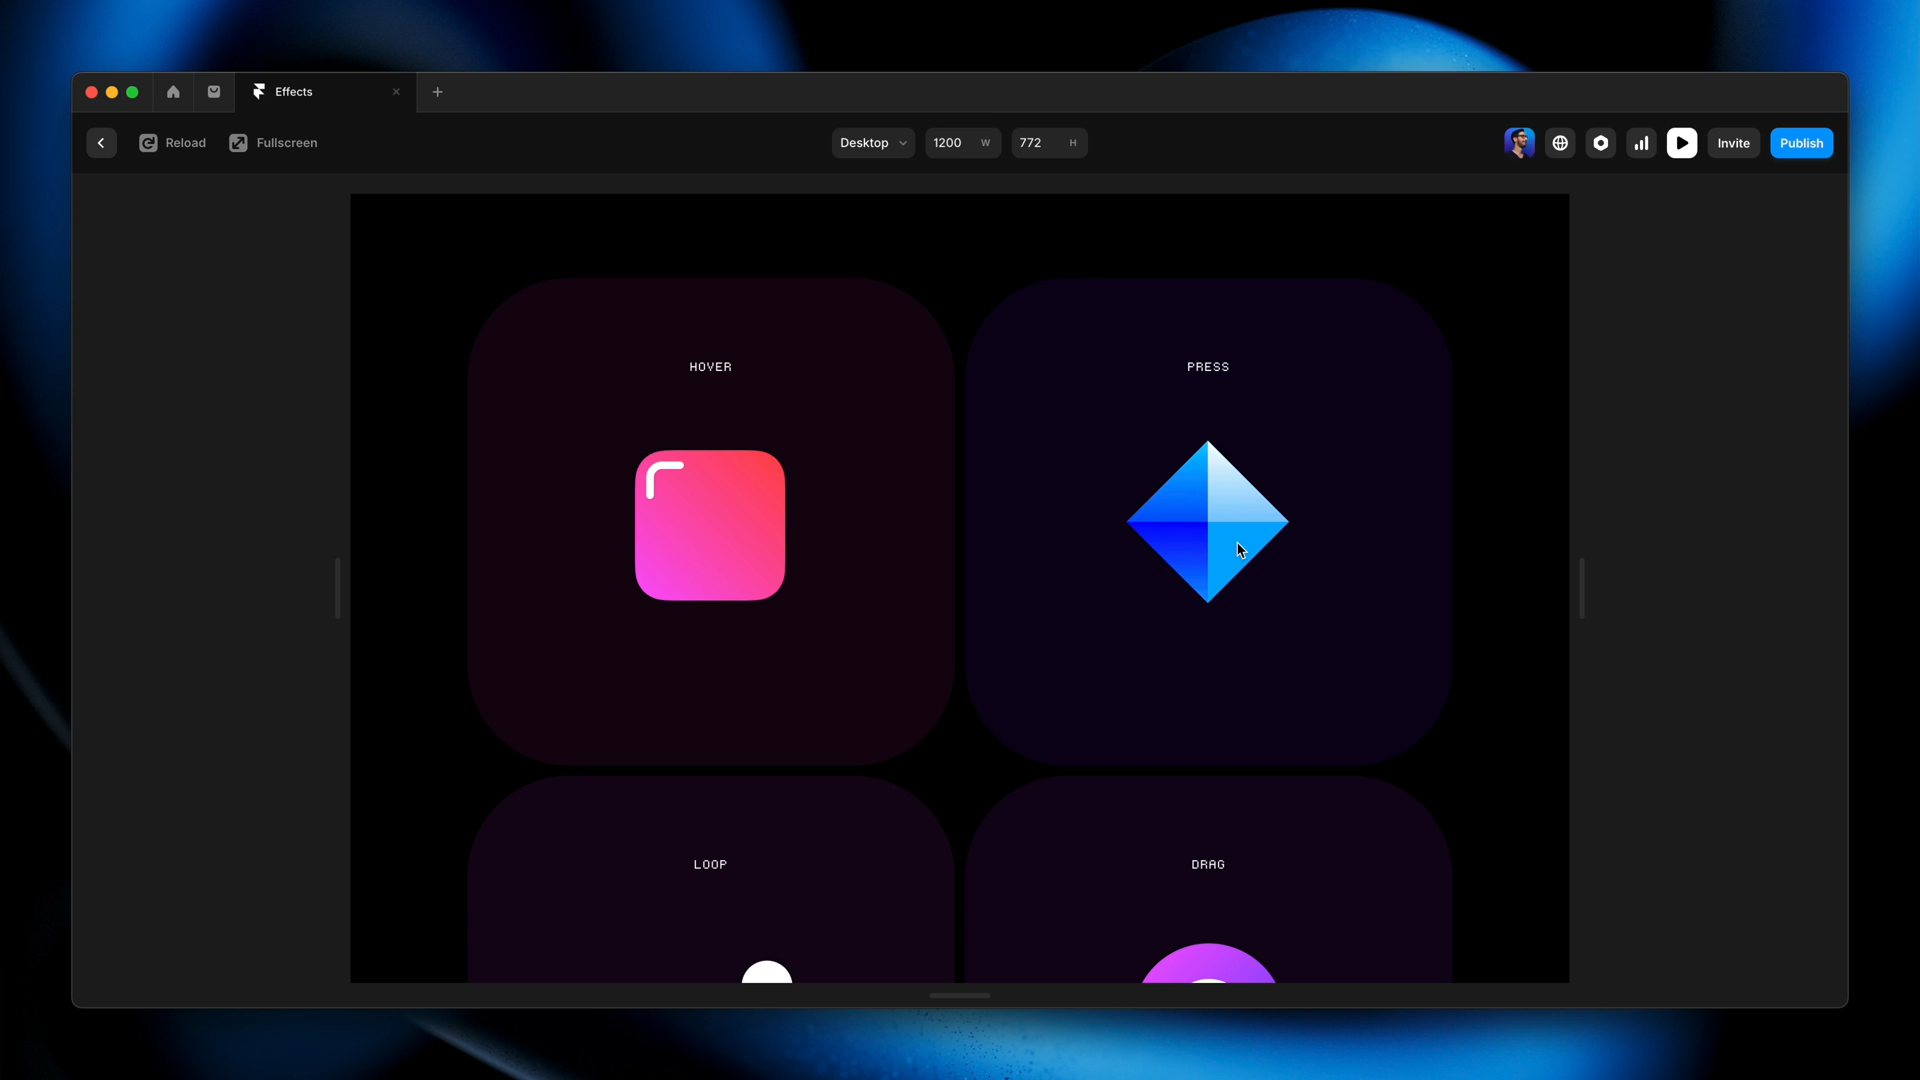 Effects
Reload
Fullscreen
Desktop
1200 W
772 H
Invite
Publish
HOVER
PRESS
LOOP
DRAG